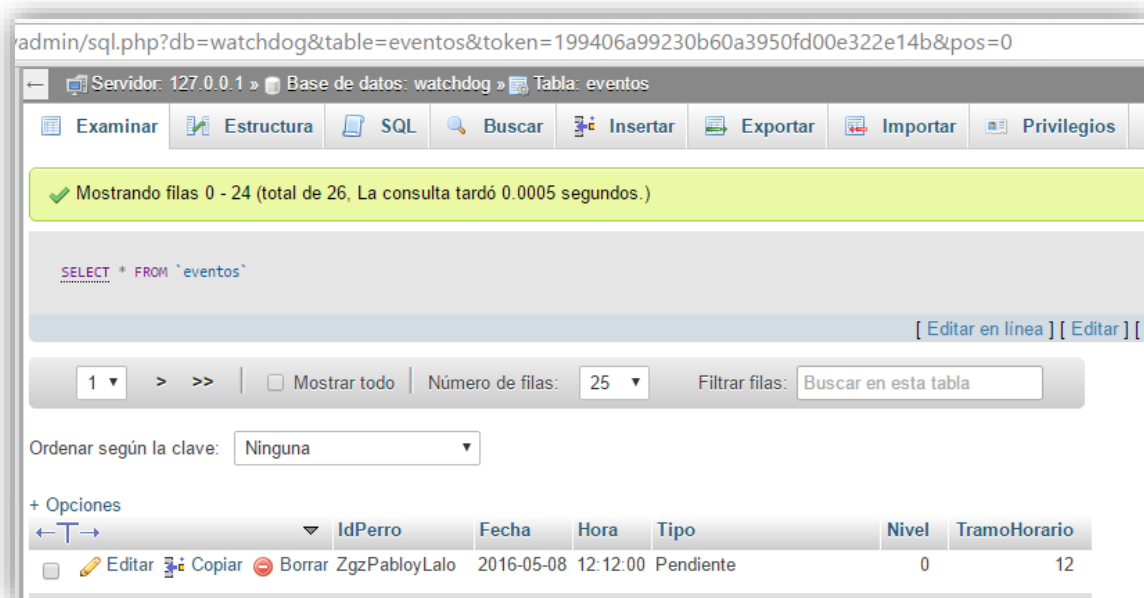 admin/sql.php?db=watchdog&table=eventos&token=199406a99230b60a3950fd00e322e14b&pos=0
← Servidor: 127.0.0.1 » Base de datos: watchdog » Tabla: eventos
Examinar Estructura SQL Buscar Insertar Exportar Importar Privilegios
Mostrando filas 0 - 24 (total de 26, La consulta tardó 0.0005 segundos.)
SELECT * FROM `eventos`
[ Editar en línea ] [ Editar ] [
1 > >> Mostrar todo Número de filas: 25 Filtrar filas: Buscar en esta tabla
Ordenar según la clave: Ninguna
+ Opciones
←T→ IdPerro Fecha Hora Tipo Nivel TramoHorario
Editar Copiar Borrar ZgzPabloyLalo 2016-05-08 12:12:00 Pendiente 0 12